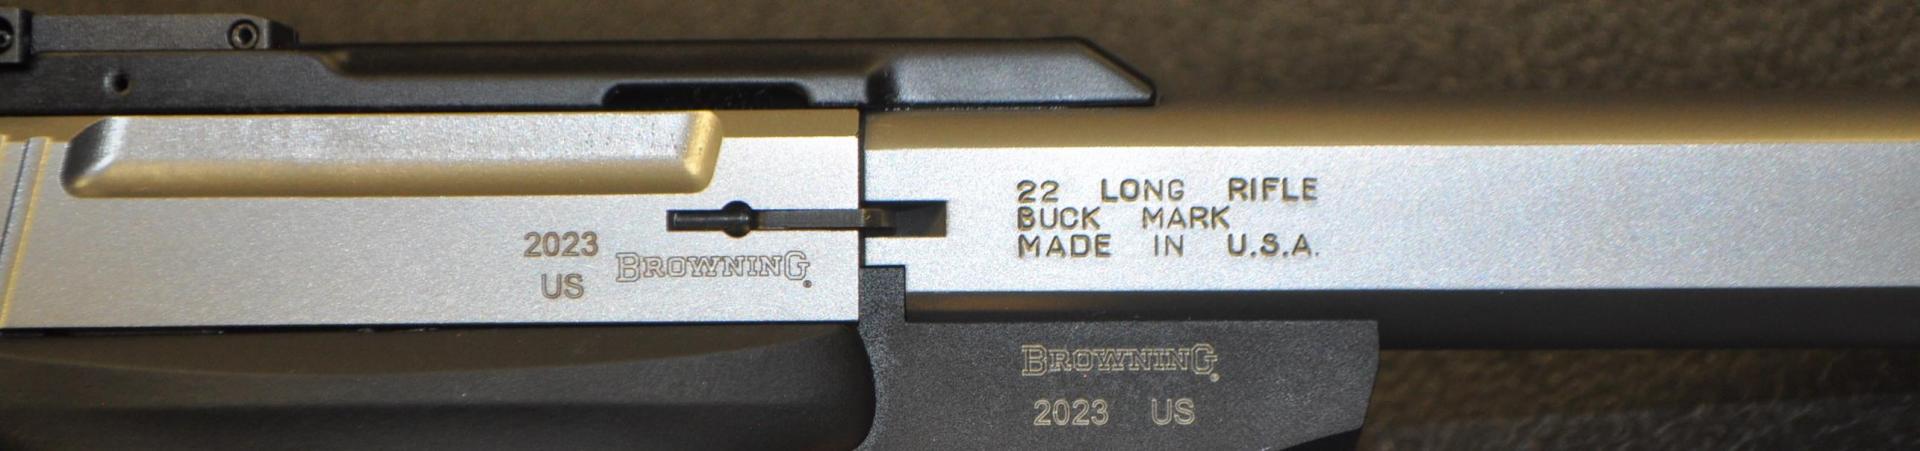 2023
US
BROWNING
22 LONG RIFLE
BUCK MARK
MADE IN U.S.A.
BROWNING
2023 US